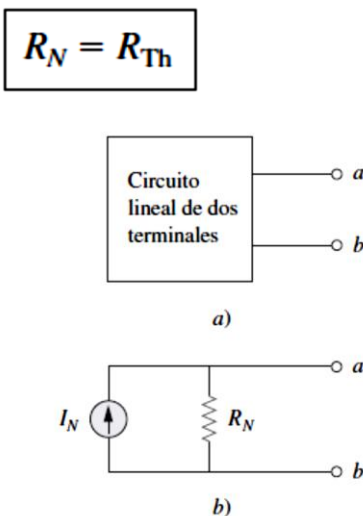 R_N = R_Th
Circuito
lineal de dos
terminales
a
b
a)
I_N
R_N
a
b
b)